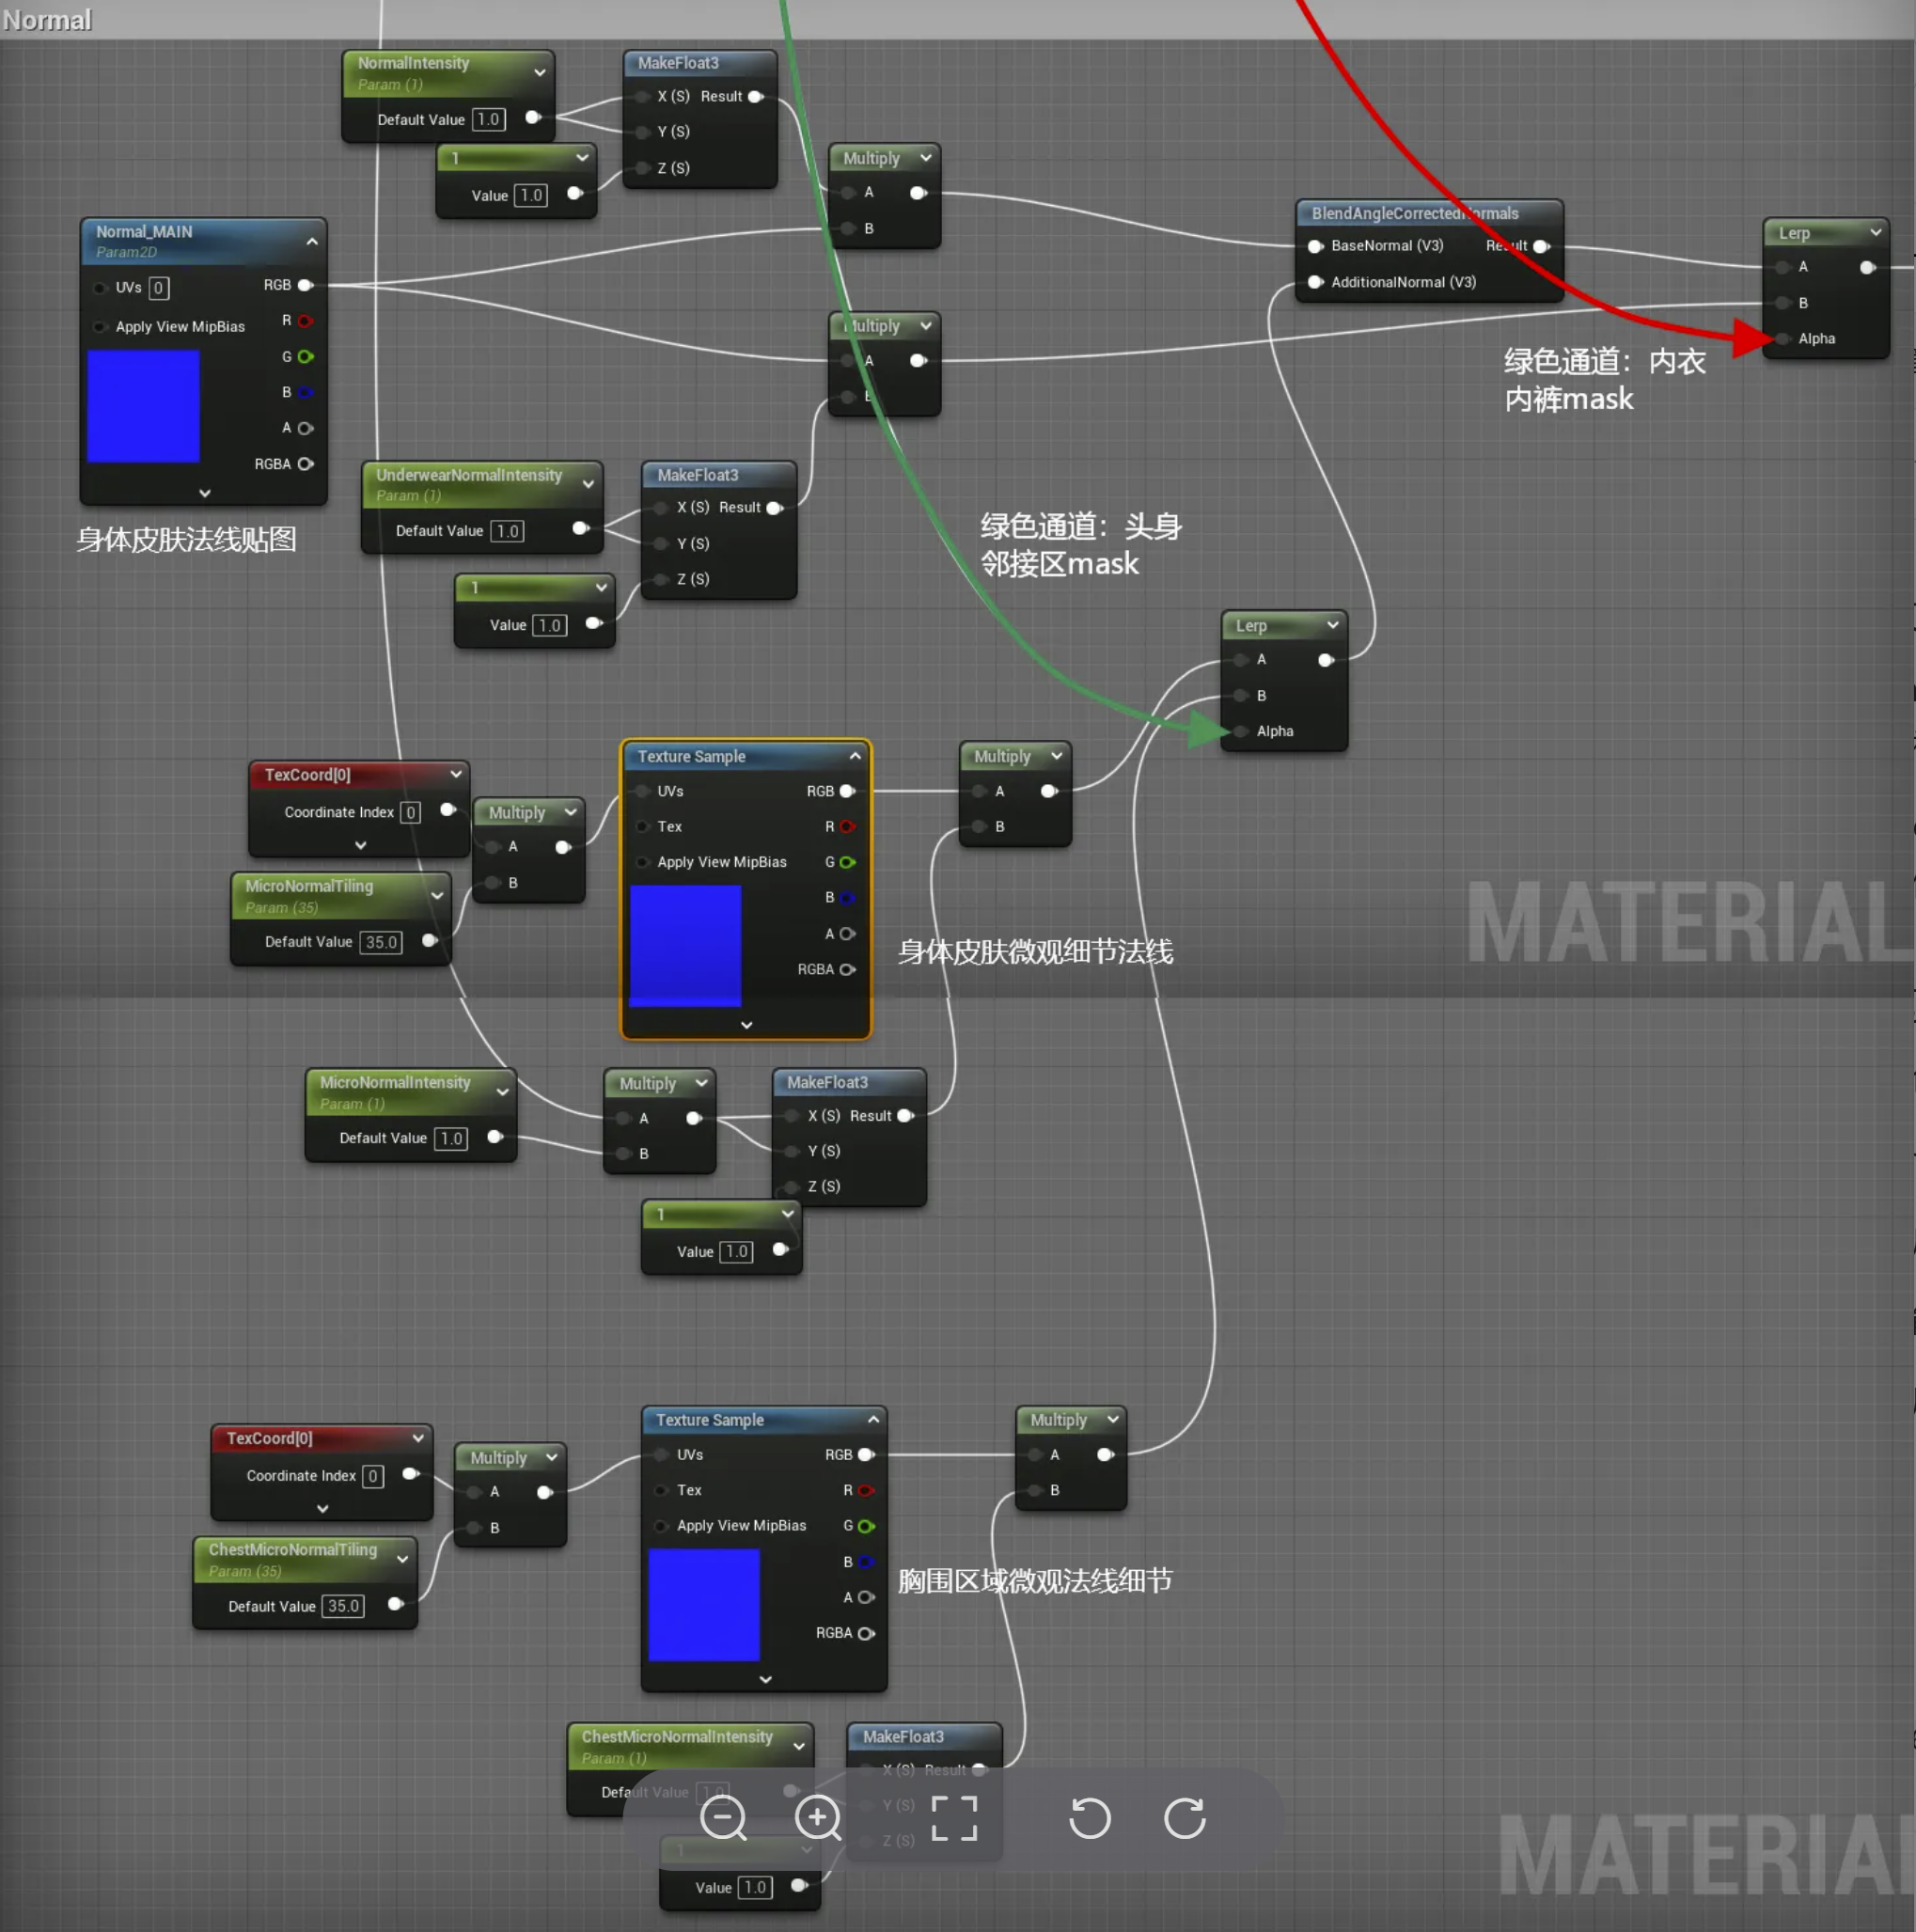 Normal
NormalIntensity
Param (1)
Default Value 1.0
MakeFloat3
X (S) Result
Y (S)
Z (S)
1
Value 1.0
Multiply
A
B
Normal_MAIN
Param2D
UVs 0
RGB
Apply View MipBias
R
G
B
A
RGBA
身体皮肤法线贴图
BlendAngleCorrectedNormals
BaseNormal (V3) Result
AdditionalNormal (V3)
Lerp
A
B
Alpha
绿色通道：内衣
内裤mask
Multiply
A
B
UnderwearNormalIntensity
Param (1)
Default Value 1.0
MakeFloat3
X (S) Result
Y (S)
Z (S)
1
Value 1.0
绿色通道：头身
邻接区mask
Lerp
A
B
Alpha
TexCoord[0]
Coordinate Index 0
Multiply
A
B
MicroNormalTiling
Param (35)
Default Value 35.0
Texture Sample
UVs RGB
Tex R
Apply View MipBias G
B
A
RGBA
Multiply
A
B
身体皮肤微观细节法线
MATERIAL
MicroNormalIntensity
Param (1)
Default Value 1.0
Multiply
A
B
MakeFloat3
X (S) Result
Y (S)
Z (S)
1
Value 1.0
TexCoord[0]
Coordinate Index 0
Multiply
A
B
ChestMicroNormalTiling
Param (35)
Default Value 35.0
Texture Sample
UVs RGB
Tex R
Apply View MipBias G
B
A
RGBA
Multiply
A
B
胸围区域微观法线细节
ChestMicroNormalIntensity
Param (1)
Default Value 1.0
MakeFloat3
X (S) Result
Y (S)
Z (S)
1
Value 1.0
MATERIAL